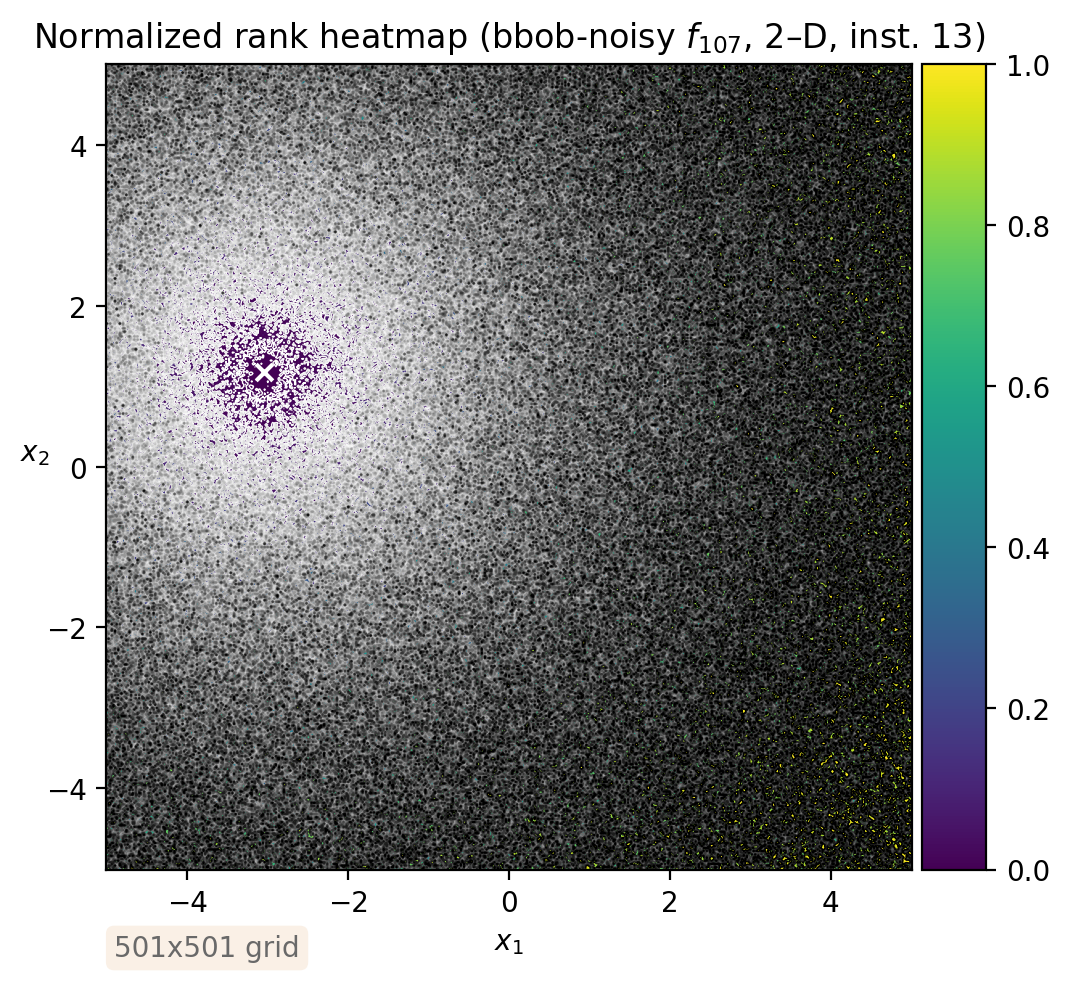 Normalized rank heatmap (bbob-noisy f107, 2–D, inst. 13)
1.0
4
0.8
2
0.6
x2 0
0.4
−2
0.2
−4
0.0
−4 −2 0 2 4
x1
501x501 grid